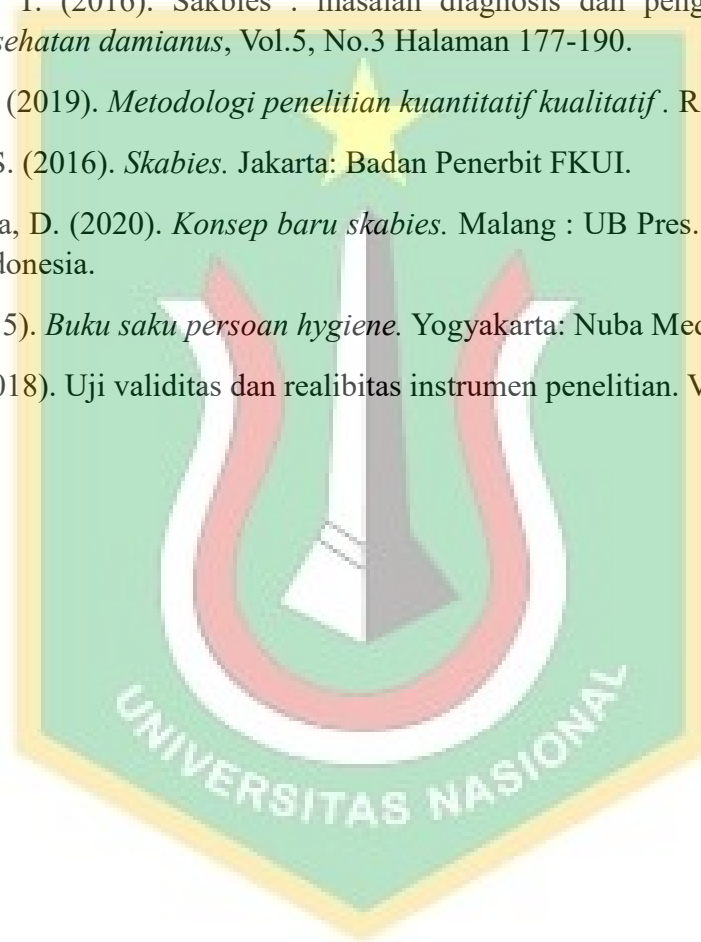 T. (2016). Sakbies : masalah diagnosis dan peng
sehatan damianus, Vol.5, No.3 Halaman 177-190.
(2019). Metodologi penelitian kuantitatif kualitatif . R
S. (2016). Skabies. Jakarta: Badan Penerbit FKUI.
a, D. (2020). Konsep baru skabies. Malang : UB Pres.
donesia.
5). Buku saku persoan hygiene. Yogyakarta: Nuba Med
018). Uji validitas dan realibitas instrumen penelitian. V
UNIVERSITAS NASIONAL